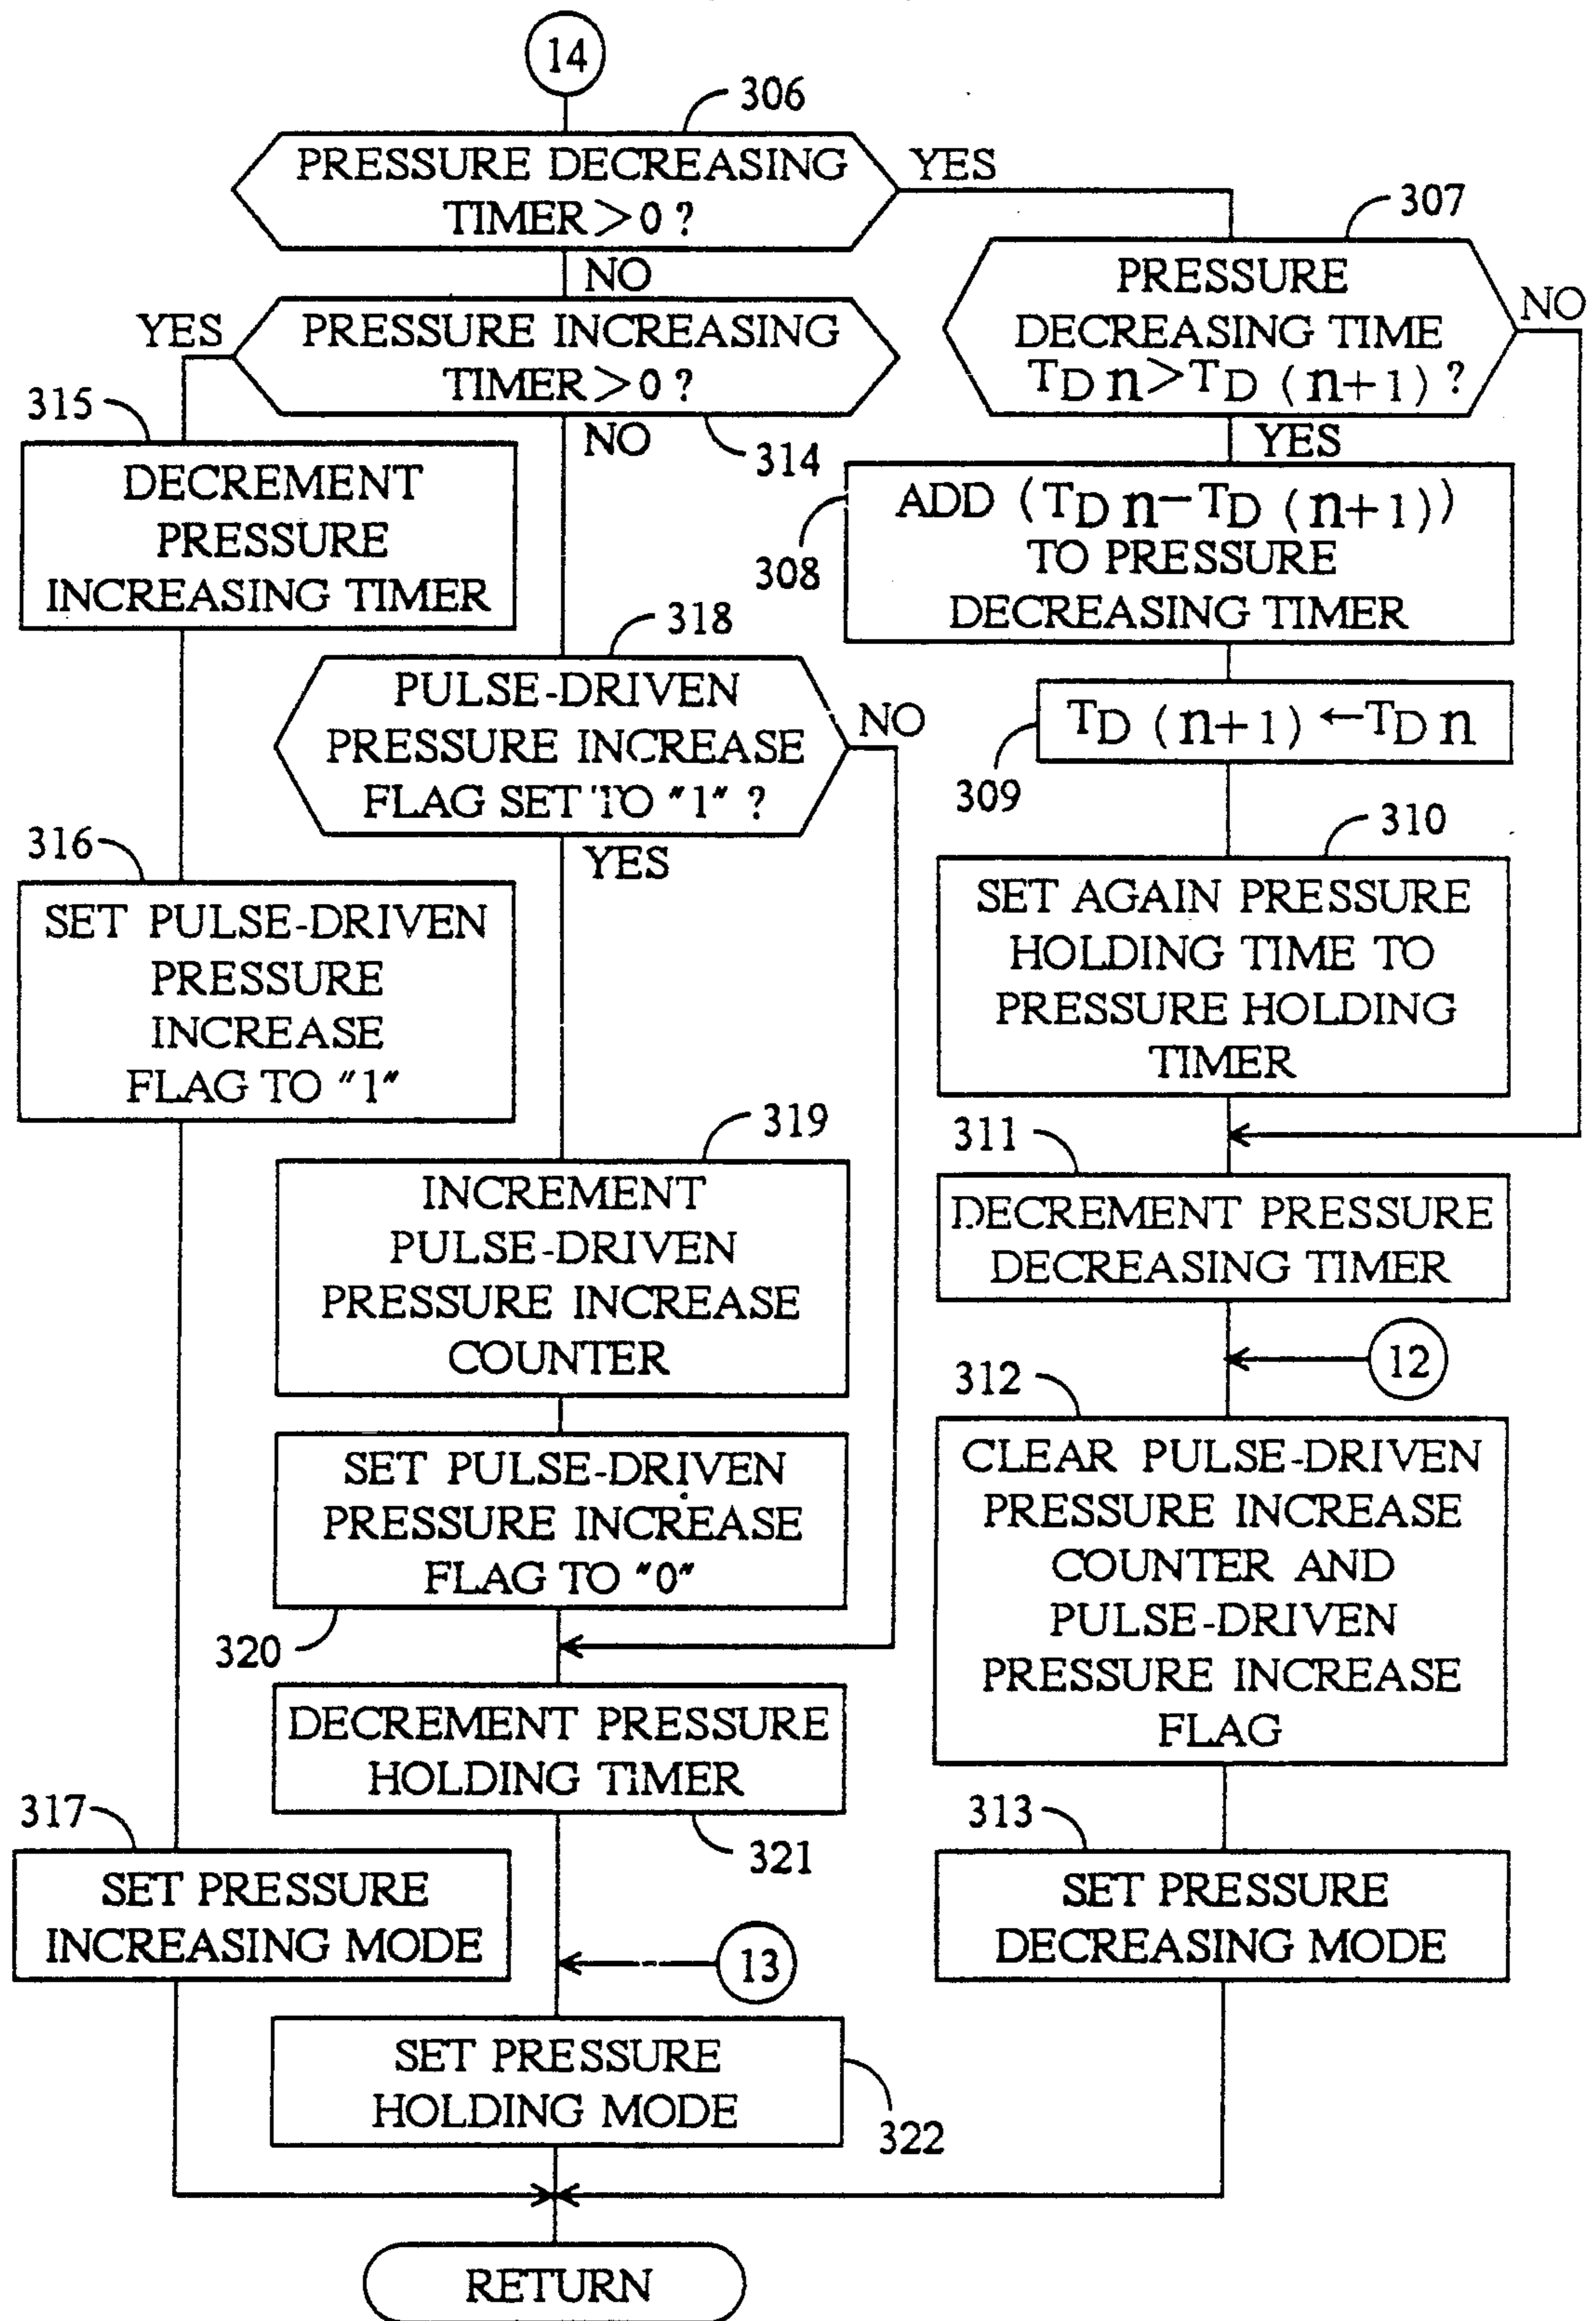 14
306
PRESSURE DECREASING
TIMER>0?
YES
NO
307
PRESSURE
DECREASING TIME
TDn>TD(n+1)?
NO
YES
YES
PRESSURE INCREASING
TIMER>0?
NO
314
315
DECREMENT
PRESSURE
INCREASING TIMER
308
ADD (TDn-TD(n+1))
TO PRESSURE
DECREASING TIMER
318
PULSE-DRIVEN
PRESSURE INCREASE
FLAG SET TO "1"?
NO
YES
309
TD(n+1)←TDn
310
SET AGAIN PRESSURE
HOLDING TIME TO
PRESSURE HOLDING
TIMER
316
SET PULSE-DRIVEN
PRESSURE
INCREASE
FLAG TO "1"
319
INCREMENT
PULSE-DRIVEN
PRESSURE INCREASE
COUNTER
311
DECREMENT PRESSURE
DECREASING TIMER
12
312
CLEAR PULSE-DRIVEN
PRESSURE INCREASE
COUNTER AND
PULSE-DRIVEN
PRESSURE INCREASE
FLAG
SET PULSE-DRIVEN
PRESSURE INCREASE
FLAG TO "0"
320
DECREMENT PRESSURE
HOLDING TIMER
321
317
SET PRESSURE
INCREASING MODE
313
SET PRESSURE
DECREASING MODE
13
SET PRESSURE
HOLDING MODE
322
RETURN